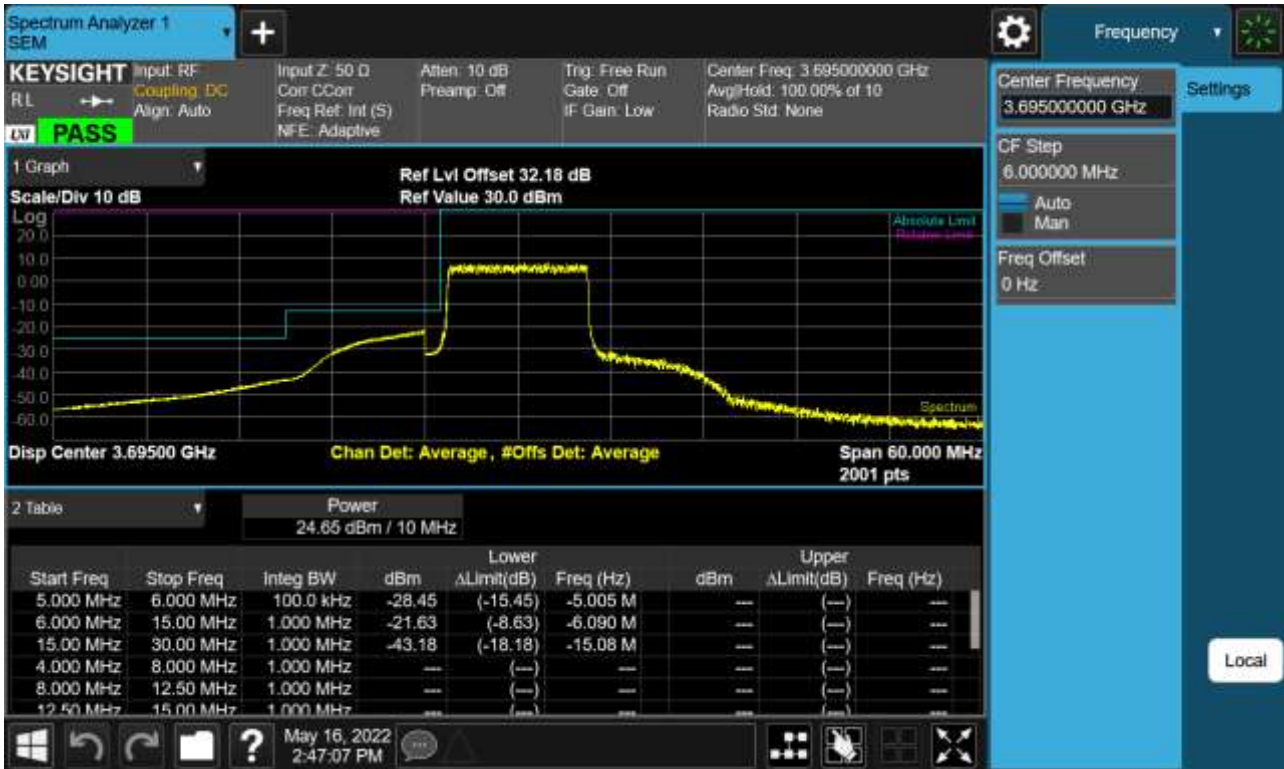 Spectrum Analyzer 1
SEM
+
Frequency
KEYSIGHT
RL
LXI
PASS
Input: RF
Coupling: DC
Align: Auto
Input Z: 50 Ω
Corr CCorr
Freq Ref: Int (S)
NFE: Adaptive
Atten: 10 dB
Preamp: Off
Trig: Free Run
Gate: Off
IF Gain: Low
Center Freq: 3.695000000 GHz
Avg|Hold: 100.00% of 10
Radio Std: None
Center Frequency
3.695000000 GHz
Settings
CF Step
6.000000 MHz
Auto
Man
Freq Offset
0 Hz
1 Graph
Scale/Div 10 dB
Ref Lvl Offset 32.18 dB
Ref Value 30.0 dBm
Log
20.0
10.0
0.00
-10.0
-20.0
-30.0
-40.0
-50.0
-60.0
Absolute Limit
Relative Limit
Spectrum
Disp Center 3.69500 GHz
Chan Det: Average, #Offs Det: Average
Span 60.000 MHz
2001 pts
2 Table
Power
24.65 dBm / 10 MHz
Lower Upper
Start Freq Stop Freq Integ BW dBm ΔLimit(dB) Freq (Hz) dBm ΔLimit(dB) Freq (Hz)
5.000 MHz 6.000 MHz 100.0 kHz -28.45 (-15.45) -5.005 M --- (---) ---
6.000 MHz 15.00 MHz 1.000 MHz -21.63 (-8.63) -6.090 M --- (---) ---
15.00 MHz 30.00 MHz 1.000 MHz -43.18 (-18.18) -15.08 M --- (---) ---
4.000 MHz 8.000 MHz 1.000 MHz --- (---) --- --- (---) ---
8.000 MHz 12.50 MHz 1.000 MHz --- (---) --- --- (---) ---
12.50 MHz 15.00 MHz 1.000 MHz --- (---) --- --- (---) ---
Local
?
May 16, 2022
2:47:07 PM